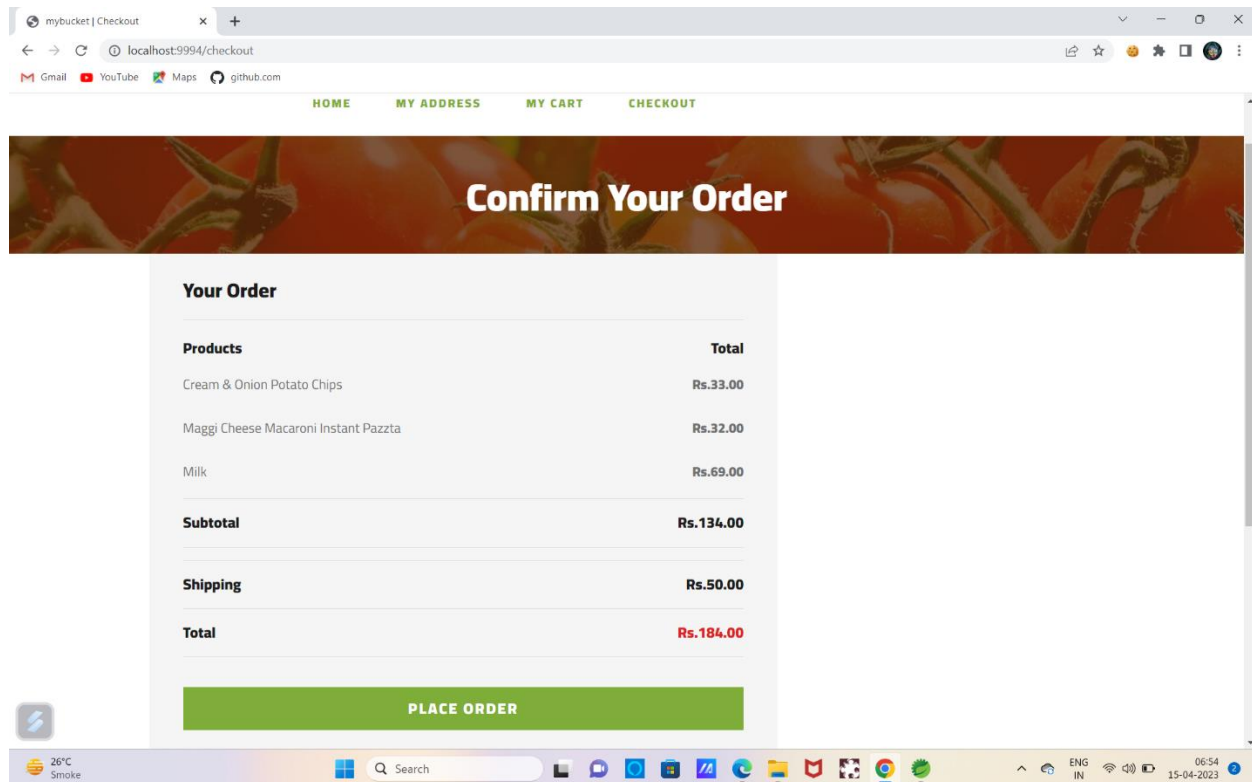 mybucket | Checkout
localhost:9994/checkout
Gmail YouTube Maps github.com
HOME MY ADDRESS MY CART CHECKOUT
Confirm Your Order
Your Order
Products Total
Cream & Onion Potato Chips Rs.33.00
Maggi Cheese Macaroni Instant Pazzta Rs.32.00
Milk Rs.69.00
Subtotal Rs.134.00
Shipping Rs.50.00
Total Rs.184.00
PLACE ORDER
26°C
Smoke
Search
ENG
IN
06:54
15-04-2023
2